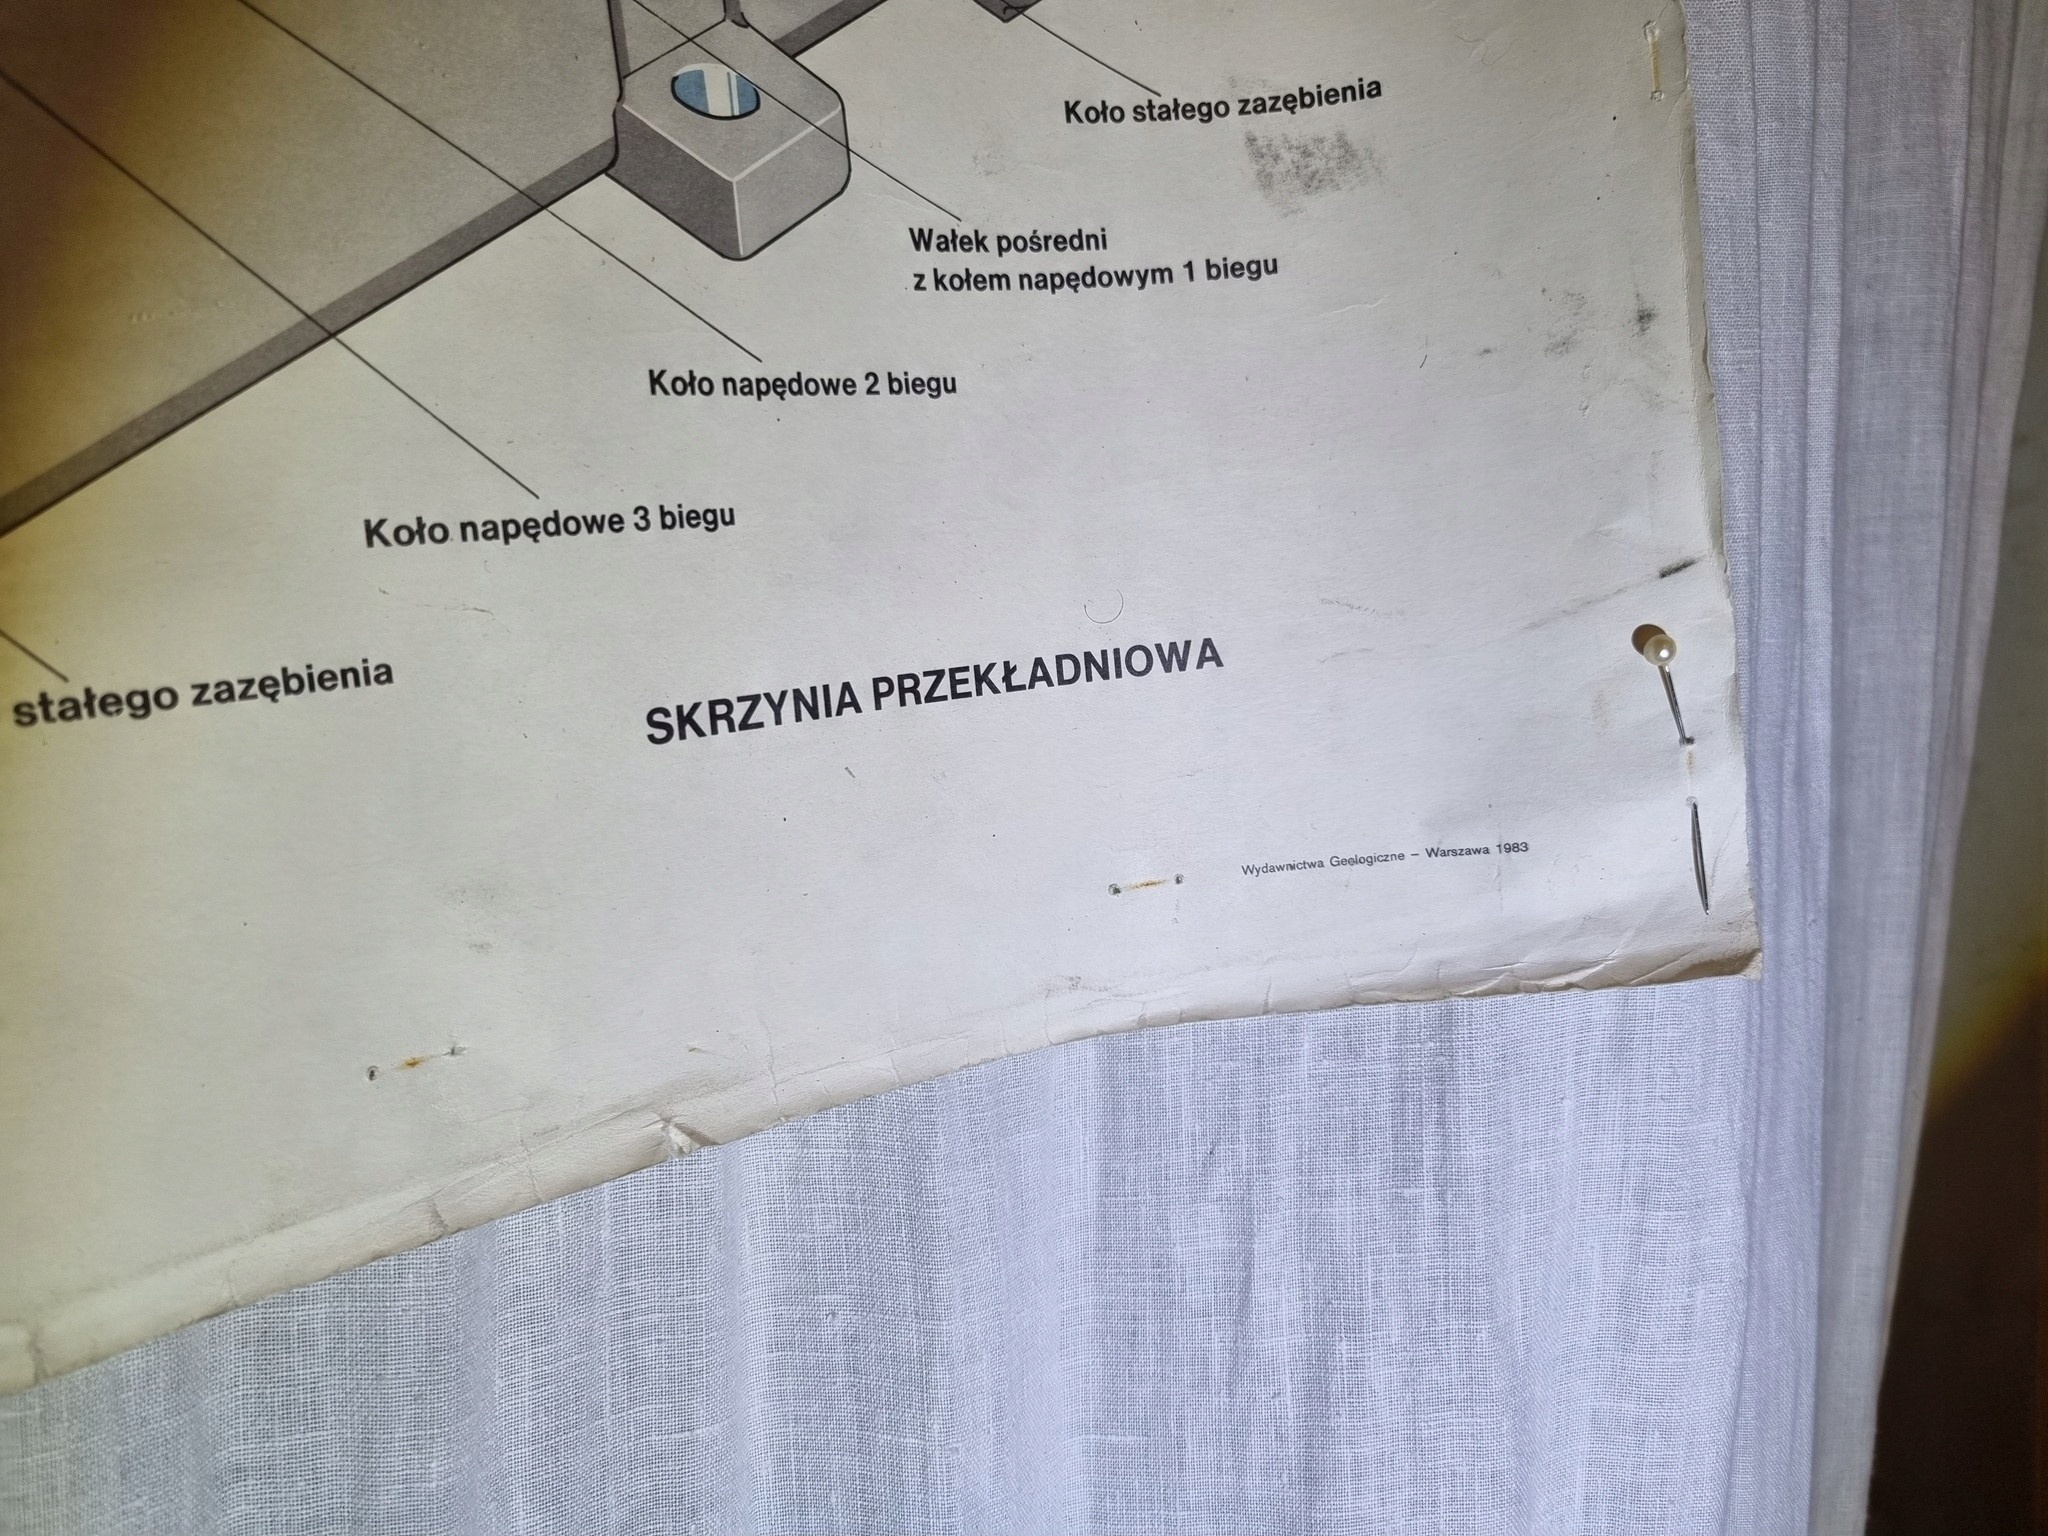 Koło stałego zazębienia
Wałek pośredni
z kołem napędowym 1 biegu
Koło napędowe 2 biegu
Koło napędowe 3 biegu
stałego zazębienia
SKRZYNIA PRZEKŁADNIOWA
Wydawnictwa Geologiczne – Warszawa 1983